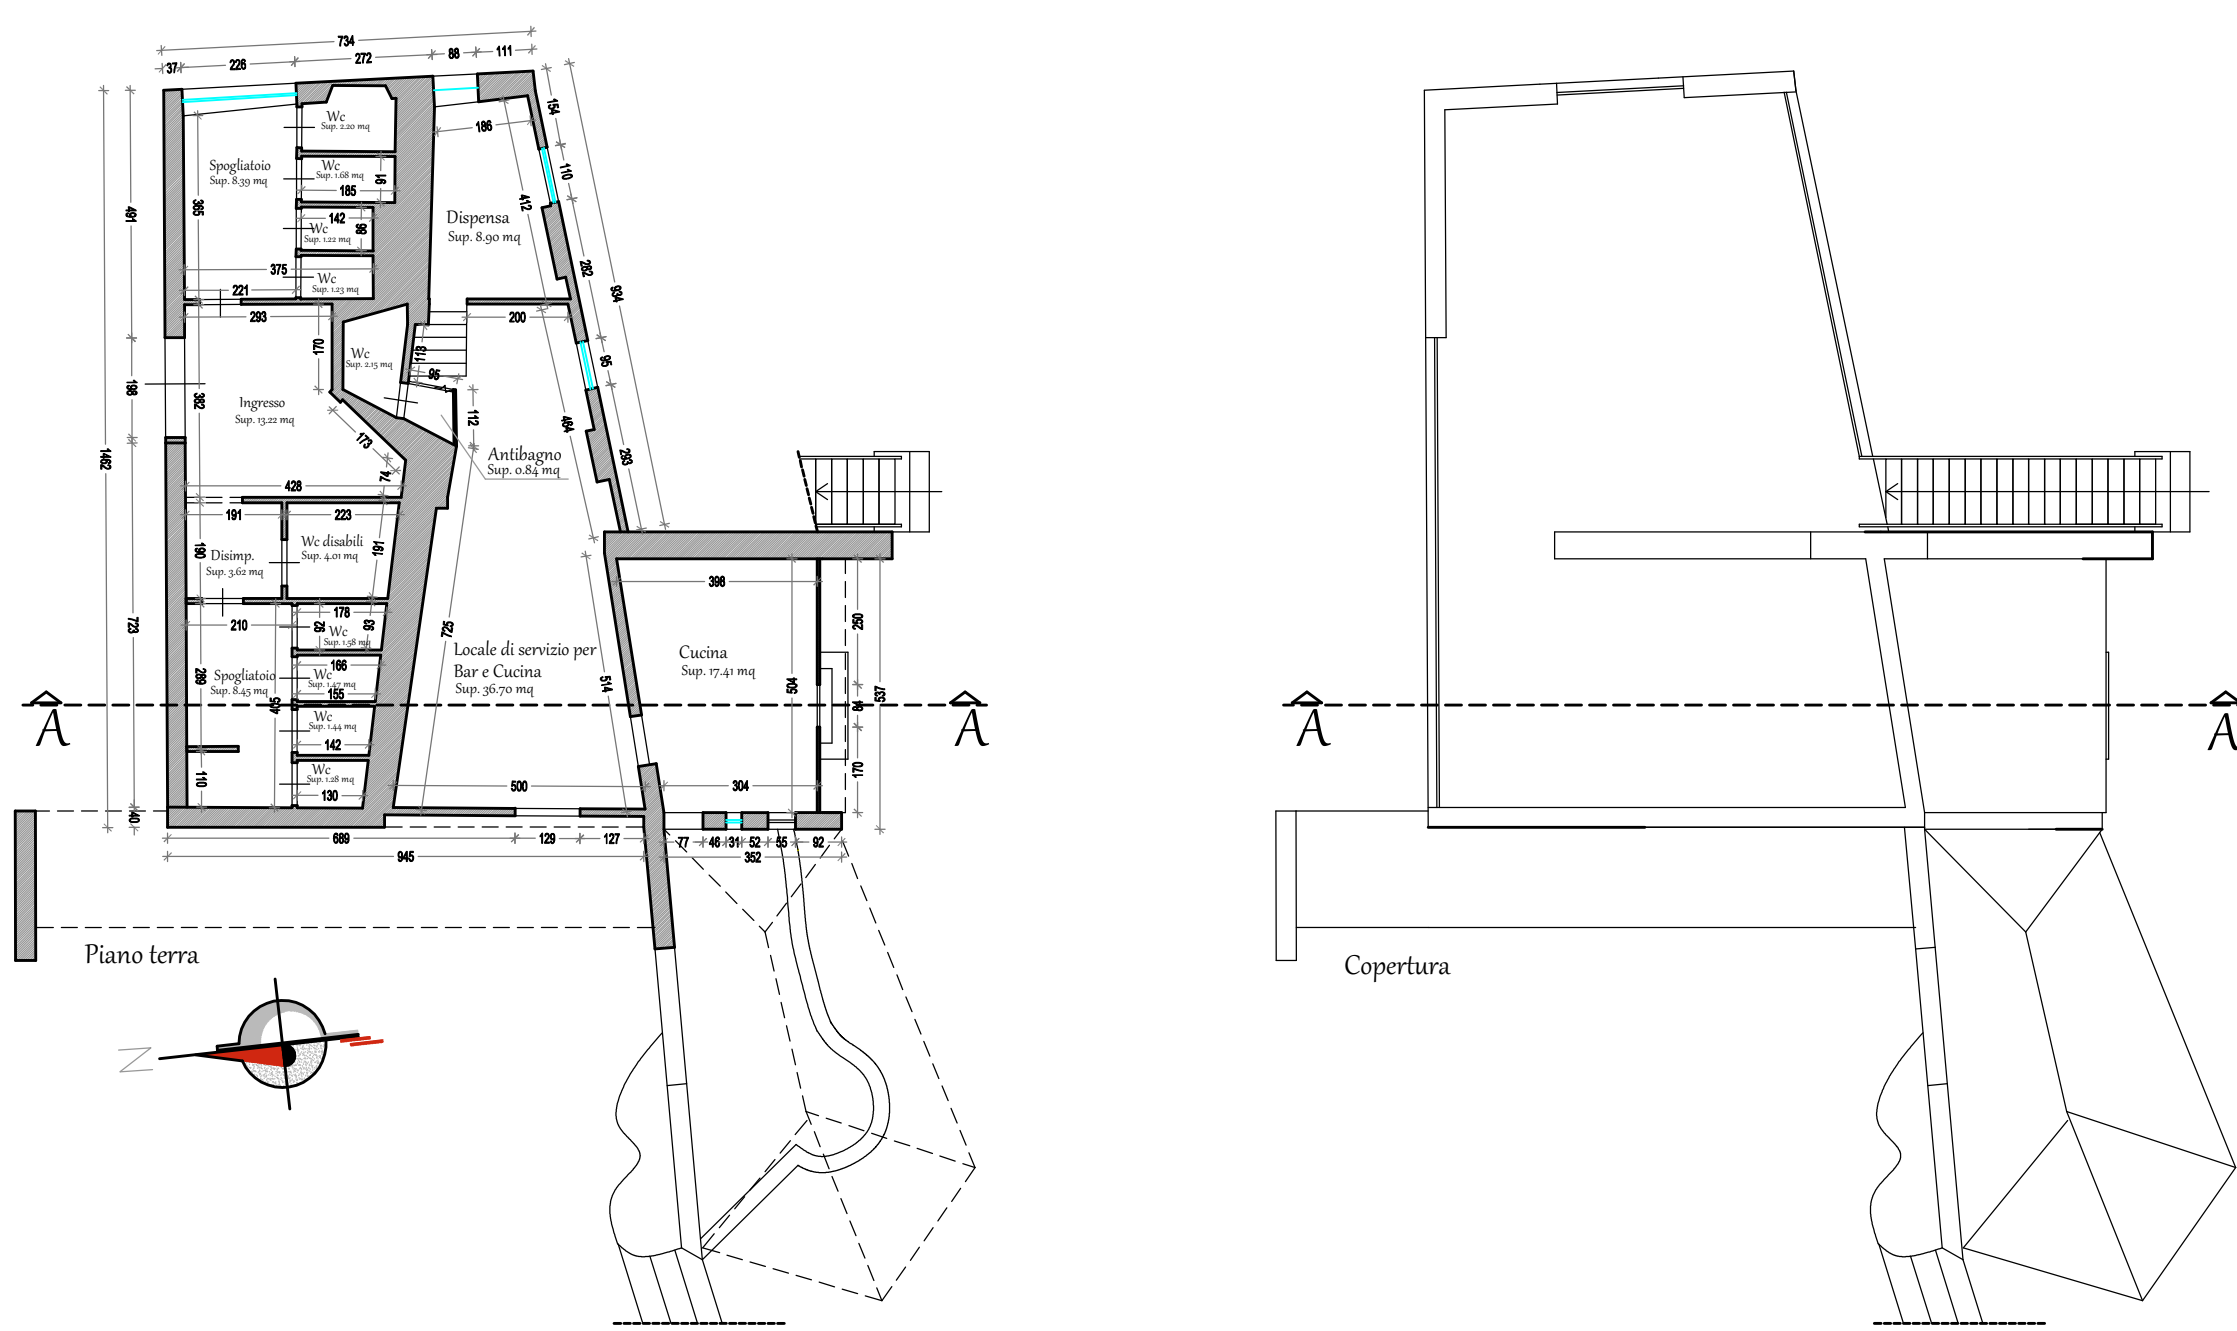 734
37
226
272
88
111
154
186
Wc
Sup. 2.20 mq
Spogliatoio
Sup. 8.39 mq
Wc
Sup. 1.68 mq
91
185
110
365
142
412
Wc
Sup. 1.22 mq
86
Dispensa
Sup. 8.90 mq
491
375
282
Wc
Sup. 1.23 mq
221
934
293
200
170
113
Wc
Sup. 2.15 mq
95
95
198
382
Ingresso
Sup. 13.22 mq
112
464
173
1462
Antibagno
Sup. 0.84 mq
293
74
428
191
223
190
Disimp.
Sup. 3.62 mq
Wc disabili
Sup. 4.01 mq
191
398
178
210
92
93
Wc
Sup. 1.58 mq
723
725
250
Locale di servizio per
Bar e Cucina
Sup. 36.70 mq
Cucina
Sup. 17.41 mq
166
289
Spogliatoio
Sup. 8.45 mq
Wc
Sup. 1.47 mq
155
405
514
504
537
84
A
A
Wc
Sup. 1.44 mq
142
110
Wc
Sup. 1.28 mq
130
500
304
170
40
689
129
127
77
46
31
52
55
92
945
352
Piano terra
N
A
A
Copertura